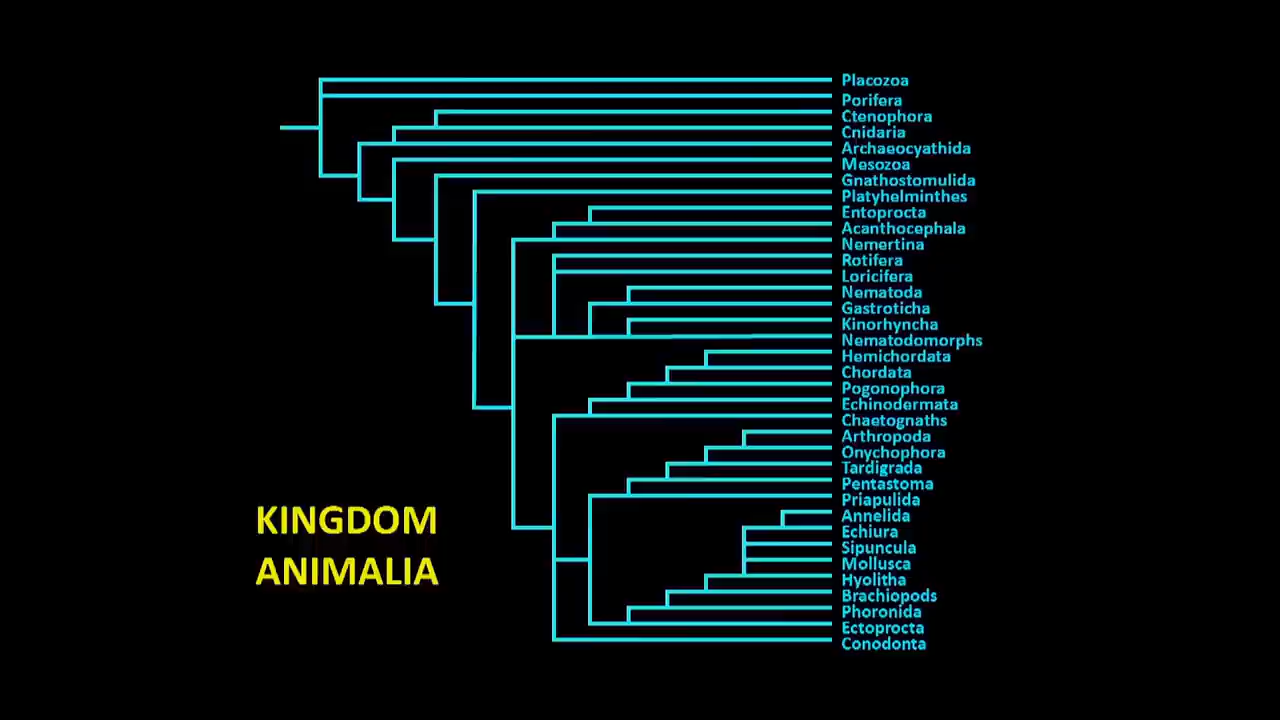 Placozoa
Porifera
Ctenophora
Cnidaria
Archaeocyathida
Mesozoa
Gnathostomulida
Platyhelminthes
Entoprocta
Acanthocephala
Nemertina
Rotifera
Loricifera
Nematoda
Gastroticha
Kinorhyncha
Nematodomorphs
Hemichordata
Chordata
Pogonophora
Echinodermata
Chaetognaths
Arthropoda
Onychophora
Tardigrada
Pentastoma
Priapulida
Annelida
Echiura
Sipuncula
Mollusca
Hyolitha
Brachiopods
Phoronida
Ectoprocta
Conodonta
KINGDOM
ANIMALIA